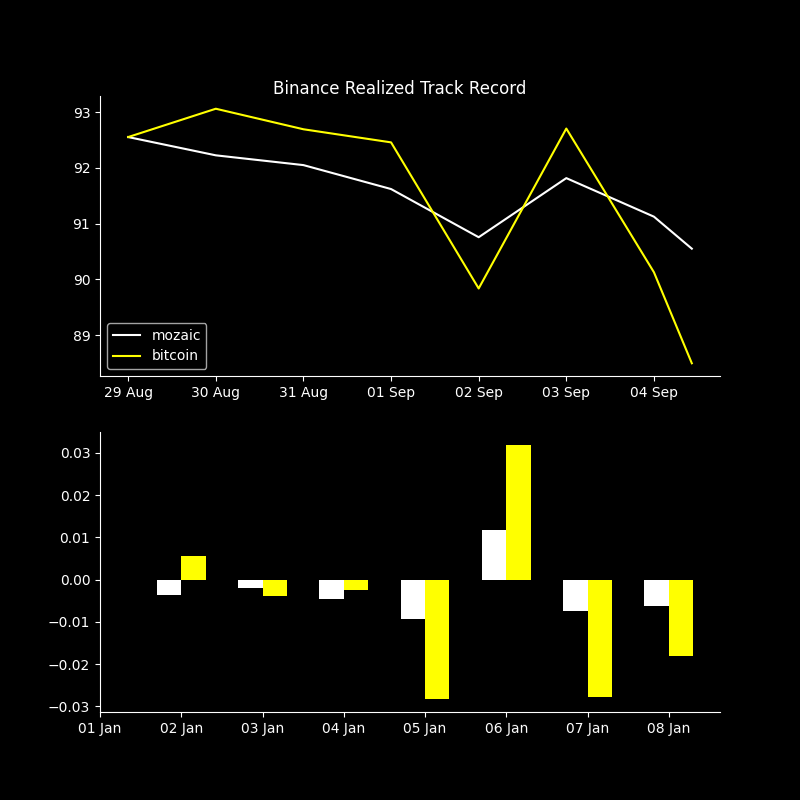 Binance Realized Track Record
93
92
91
90
89
mozaic
bitcoin
29 Aug 30 Aug 31 Aug 01 Sep 02 Sep 03 Sep 04 Sep
0.03
0.02
0.01
0.00
−0.01
−0.02
−0.03
01 Jan 02 Jan 03 Jan 04 Jan 05 Jan 06 Jan 07 Jan 08 Jan